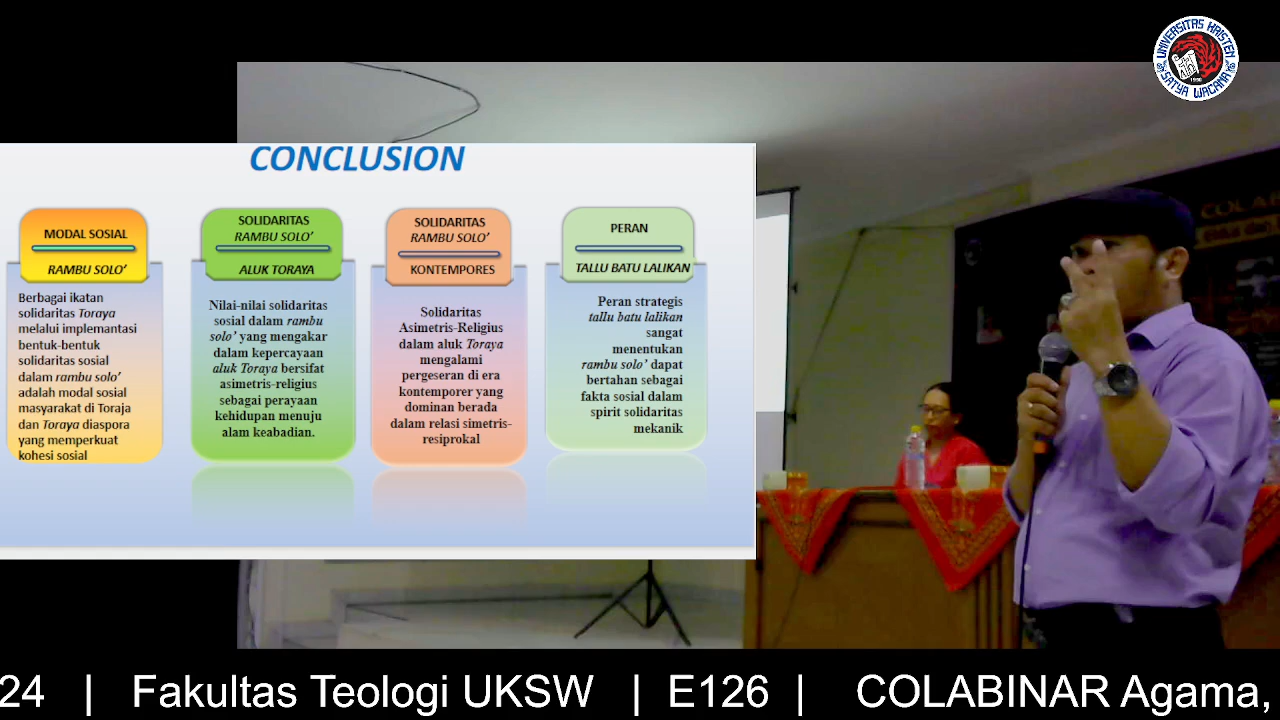 UNIVERSITAS KRISTEN
SATYA WACANA
CONCLUSION
MODAL SOSIAL
RAMBU SOLO’
Berbagai ikatan
solidaritas Toraya
melalui implemantasi
bentuk-bentuk
solidaritas sosial
dalam rambu solo’
adalah modal sosial
masyarakat di Toraja
dan Toraya diaspora
yang memperkuat
kohesi sosial
SOLIDARITAS
RAMBU SOLO’
ALUK TORAYA
Nilai-nilai solidaritas
sosial dalam rambu
solo’ yang mengakar
dalam kepercayaan
aluk Toraya bersifat
asimetris-religius
sebagai perayaan
kehidupan menuju
alam keabadian.
SOLIDARITAS
RAMBU SOLO’
KONTEMPORES
Solidaritas
Asimetris-Religius
dalam aluk Toraya
mengalami
pergeseran di era
kontemporer yang
dominan berada
dalam relasi simetris-
resiprokal
PERAN
TALLU BATU LALIKAN
Peran strategis
tallu batu lalikan
sangat
menentukan
rambu solo’ dapat
bertahan sebagai
fakta sosial dalam
spirit solidaritas
mekanik
24 | Fakultas Teologi UKSW | E126 | COLABINAR Agama,